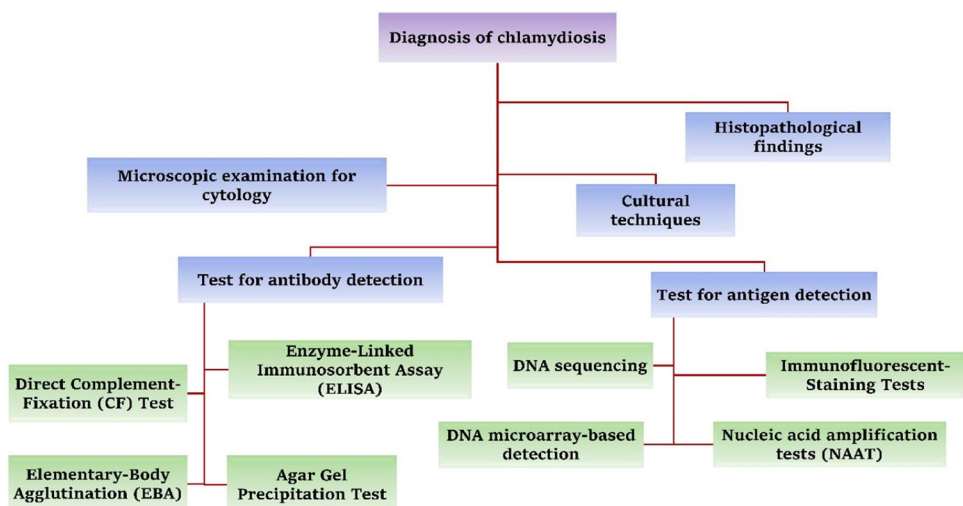 Diagnosis of chlamydiosis
Histopathological
findings
Microscopic examination for
cytology
Cultural
techniques
Test for antibody detection
Test for antigen detection
Enzyme-Linked
Immunosorbent Assay
(ELISA)
Direct Complement-
Fixation (CF) Test
Elementary-Body
Agglutination (EBA)
Agar Gel
Precipitation Test
DNA sequencing
Immunofluorescent-
Staining Tests
DNA microarray-based
detection
Nucleic acid amplification
tests (NAAT)